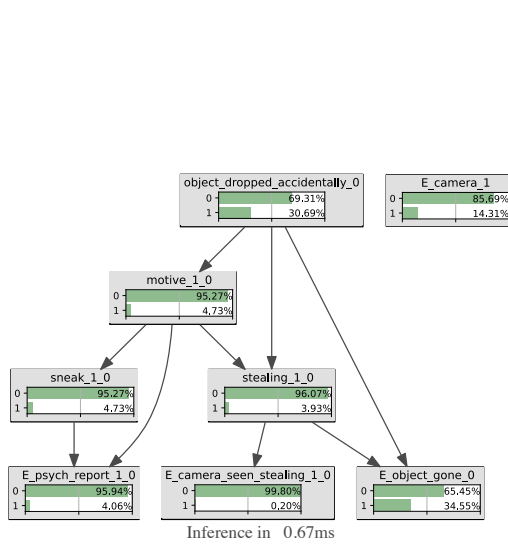 object_dropped_accidentally_0
0 69.31%
1 30.69%
E_camera_1
0 85,69%
1 14.31%
motive_1_0
0 95.27%
1 4,73%
sneak_1_0
0 95.27%
1 4.73%
stealing_1_0
0 96.07%
1 3.93%
E_psych_report_1_0
0 95,94%
1 4.06%
E_camera_seen_stealing_1_0
0 99.80%
1 0,20%
E_object_gone_0
0 65.45%
1 34.55%
Inference in 0.67ms